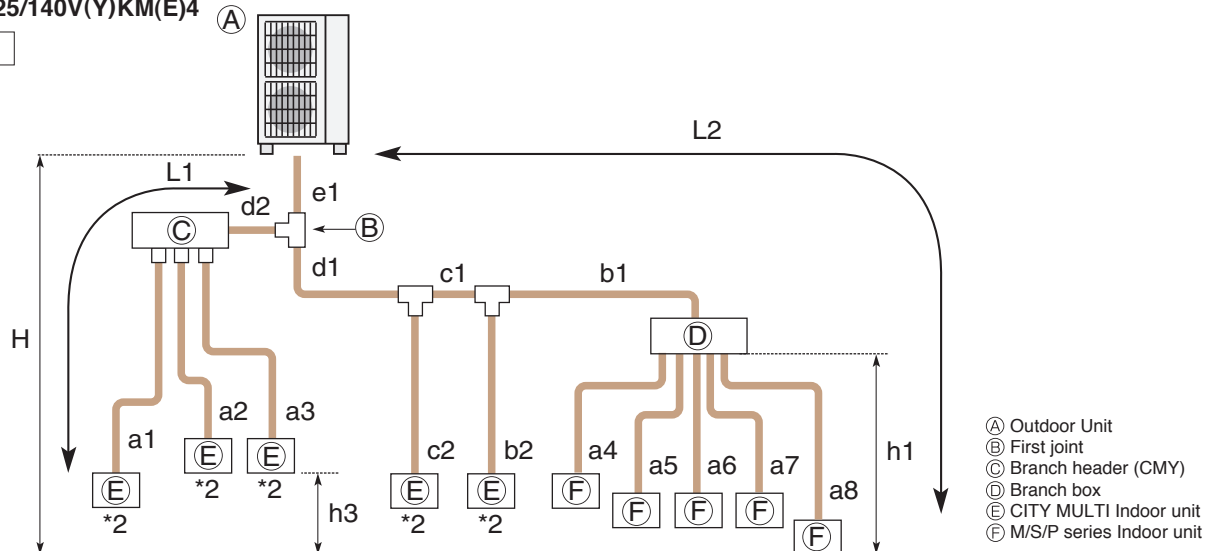 25/140V(Y)KM(E)4
Ⓐ
L2
L1
e1
d2
Ⓑ
Ⓒ
d1
c1
b1
H
Ⓓ
a1
a2
a3
c2
b2
a4
a5
a6
a7
a8
h1
Ⓔ
*2
Ⓔ
*2
Ⓔ
*2
h3
Ⓔ
*2
Ⓔ
*2
Ⓕ
Ⓕ
Ⓕ
Ⓕ
Ⓕ
Ⓐ Outdoor Unit
Ⓑ First joint
Ⓒ Branch header (CMY)
Ⓓ Branch box
Ⓔ CITY MULTI Indoor unit
Ⓕ M/S/P series Indoor unit